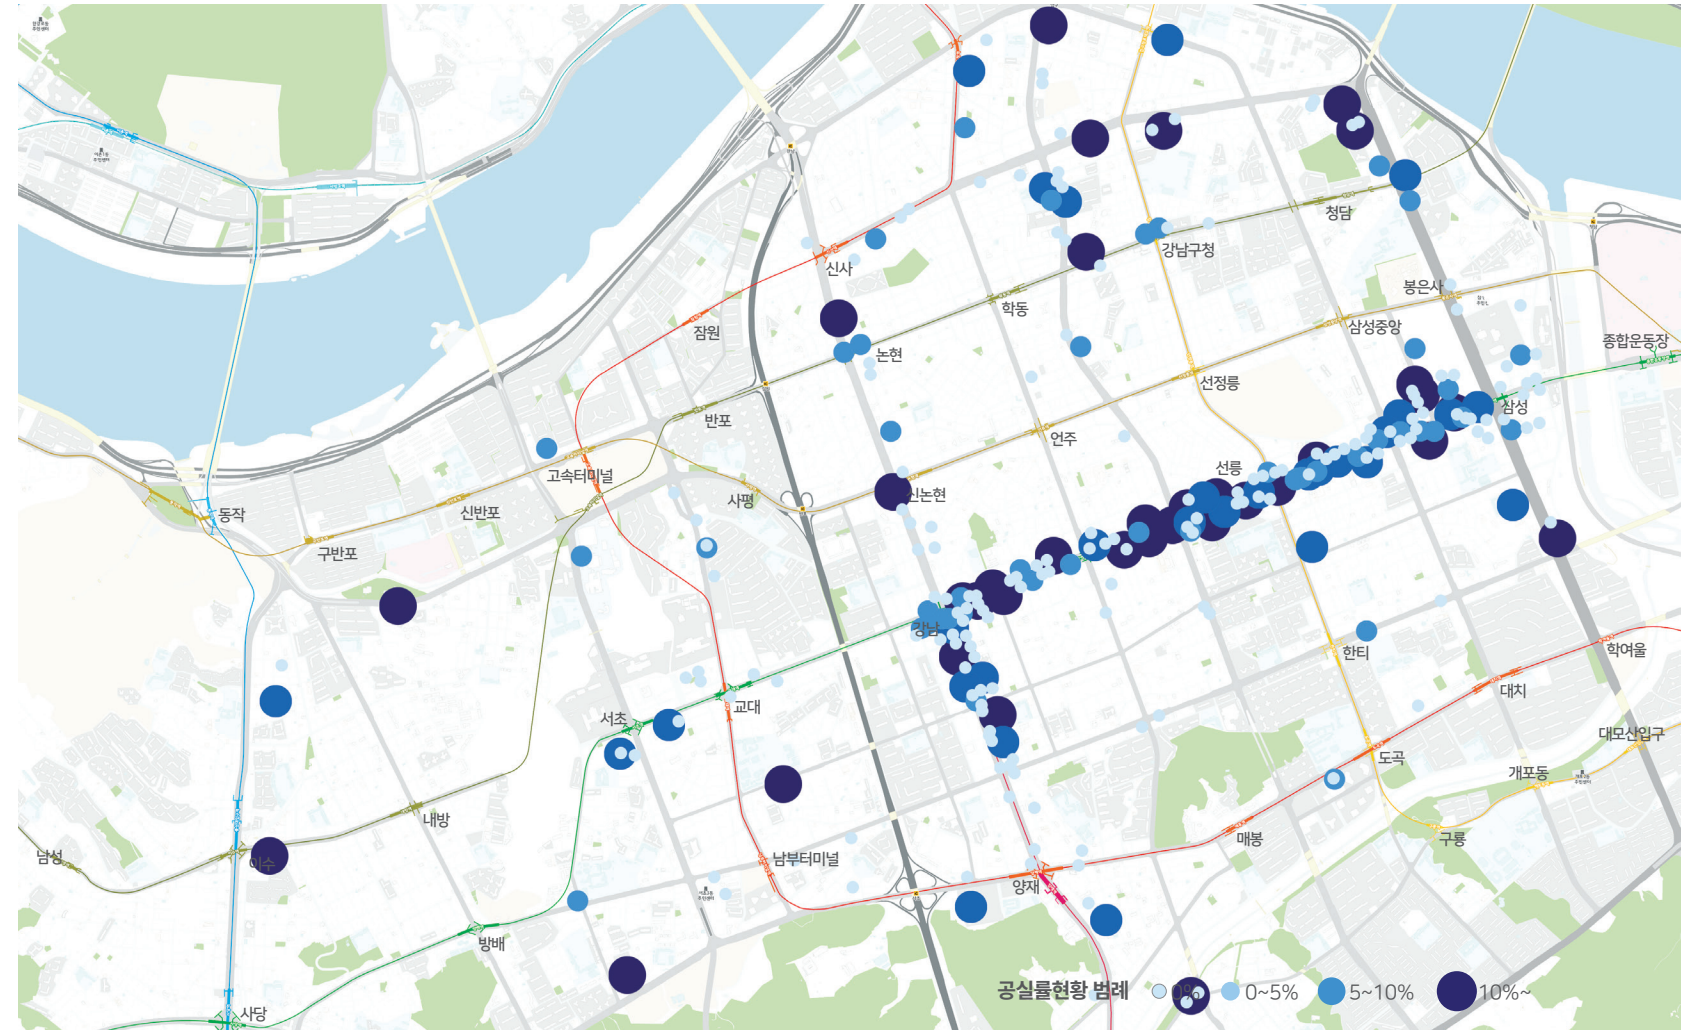 신사
청담
강남구청
봉은사
학동
잠원
삼성중앙
종합운동장
논현
선정릉
반포
삼성
언주
선릉
고속터미널
사평
신논현
신반포
동작
구반포
강남
한티
학여울
대치
서초
교대
대모산입구
도곡
개포동
내방
매봉
구룡
남성
이수
남부터미널
양재
방배
공실률현황 범례
0%
0~5%
5~10%
10%~
사당